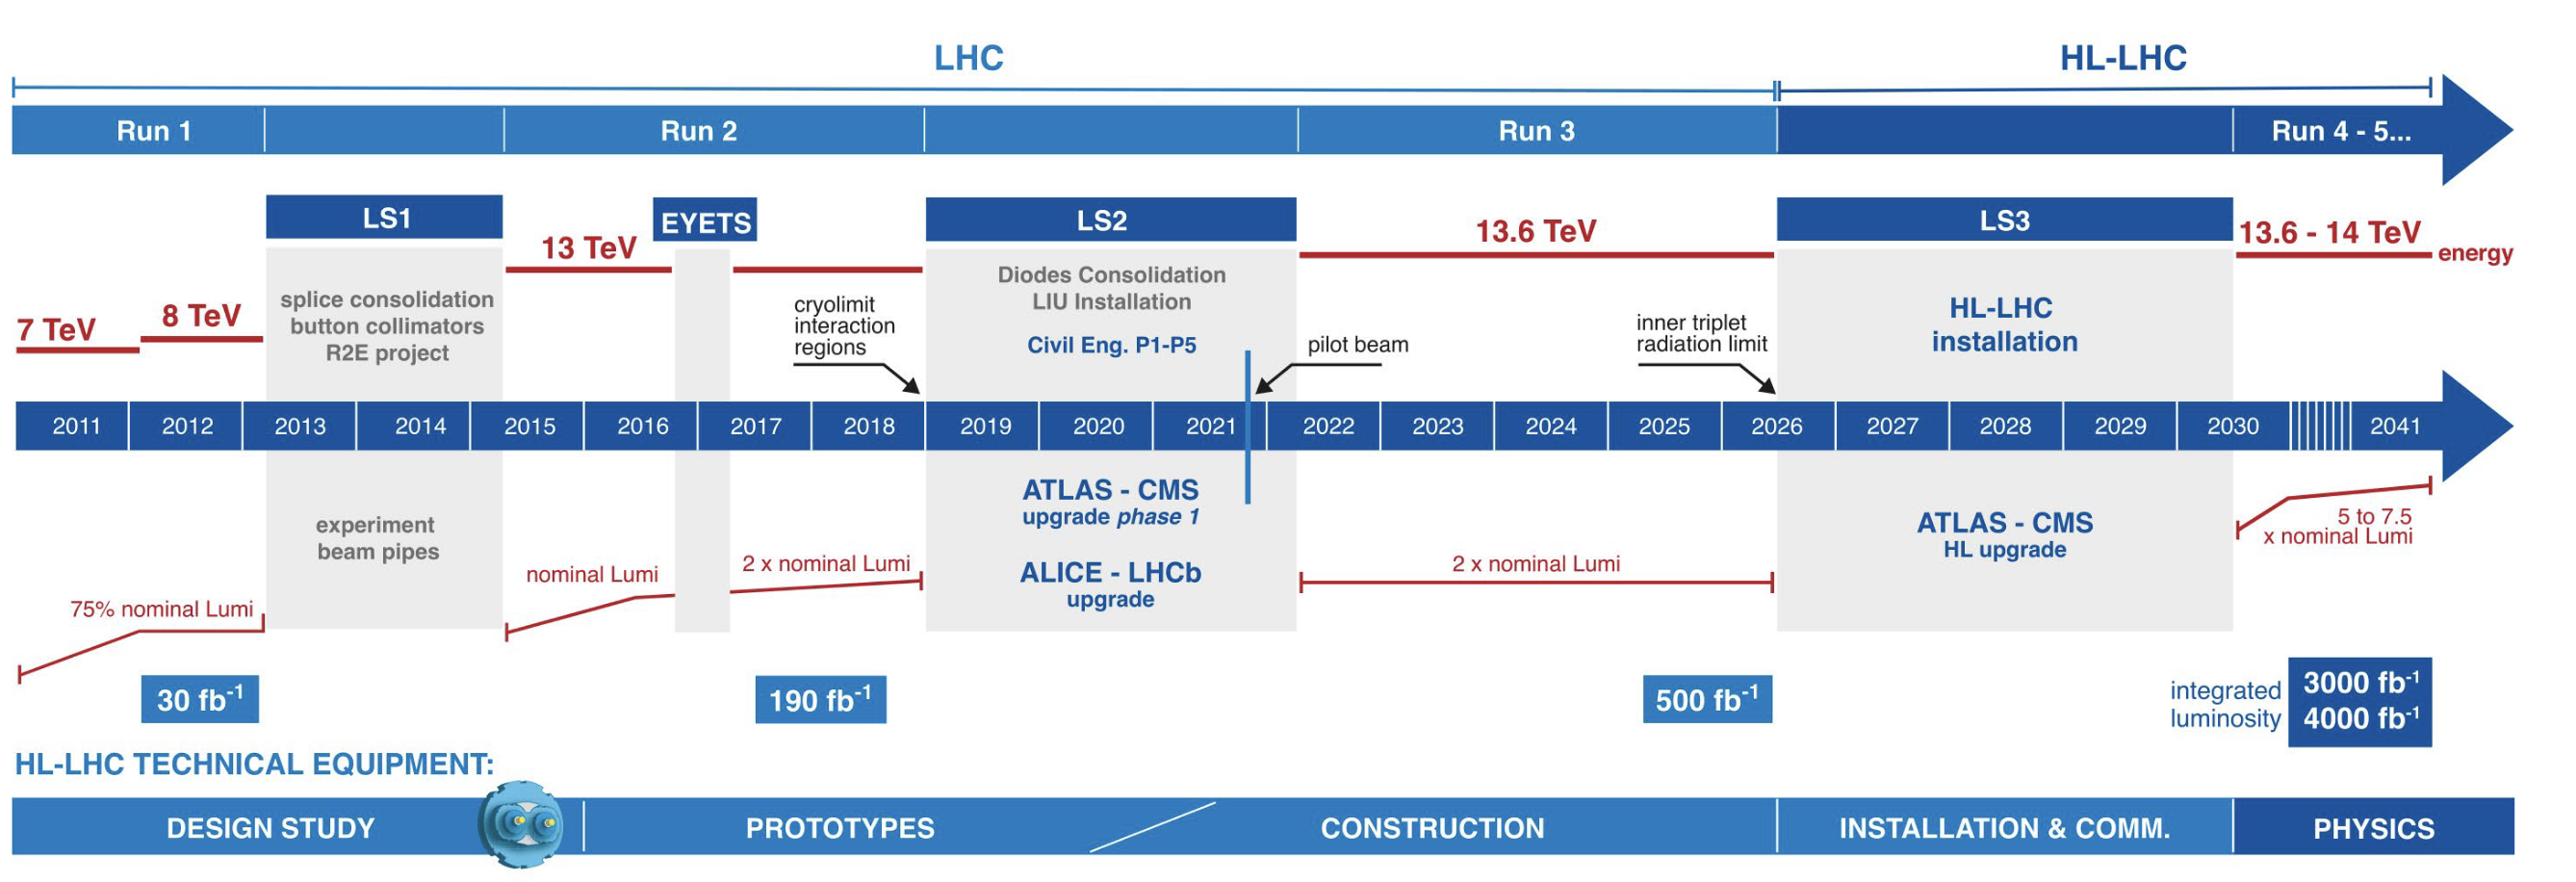 LHC
HL-LHC
Run 1
Run 2
Run 3
Run 4 - 5...
LS1
EYETS
LS2
LS3
13 TeV
13.6 TeV
13.6 - 14 TeV
energy
7 TeV
8 TeV
splice consolidation
button collimators
R2E project
cryolimit
interaction
regions
Diodes Consolidation
LIU Installation
Civil Eng. P1-P5
pilot beam
inner triplet
radiation limit
HL-LHC
installation
2011 2012 2013 2014 2015 2016 2017 2018 2019 2020 2021 2022 2023 2024 2025 2026 2027 2028 2029 2030 2041
experiment
beam pipes
ATLAS - CMS
upgrade phase 1
ALICE - LHCb
upgrade
ATLAS - CMS
HL upgrade
75% nominal Lumi
nominal Lumi
2 x nominal Lumi
2 x nominal Lumi
5 to 7.5
x nominal Lumi
30 fb⁻¹
190 fb⁻¹
500 fb⁻¹
integrated
luminosity
3000 fb⁻¹
4000 fb⁻¹
HL-LHC TECHNICAL EQUIPMENT:
DESIGN STUDY
PROTOTYPES
CONSTRUCTION
INSTALLATION & COMM.
PHYSICS